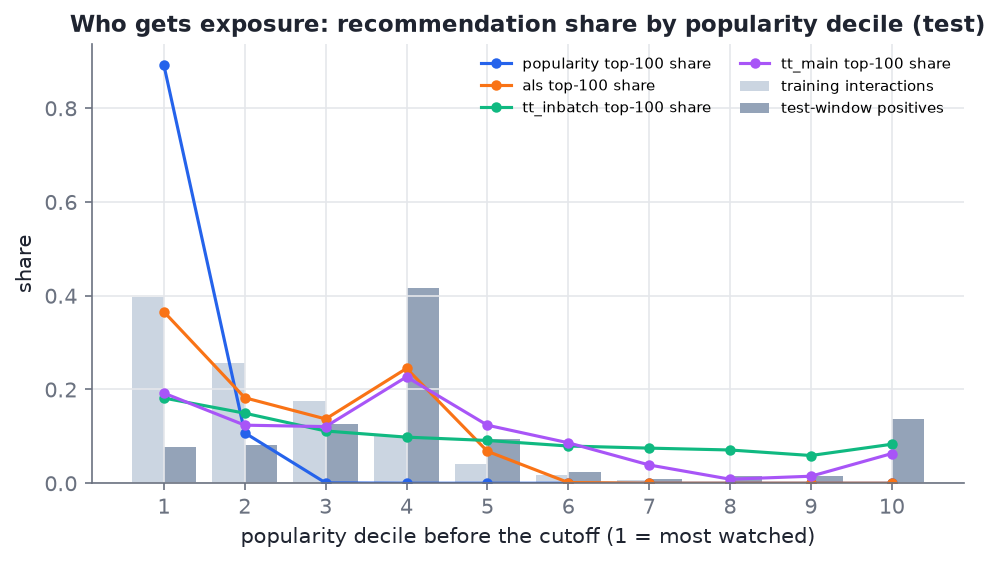 Who gets exposure: recommendation share by popularity decile (test)
popularity top-100 share
als top-100 share
tt_inbatch top-100 share
tt_main top-100 share
training interactions
test-window positives
share
0.8
0.6
0.4
0.2
0.0
1 2 3 4 5 6 7 8 9 10
popularity decile before the cutoff (1 = most watched)